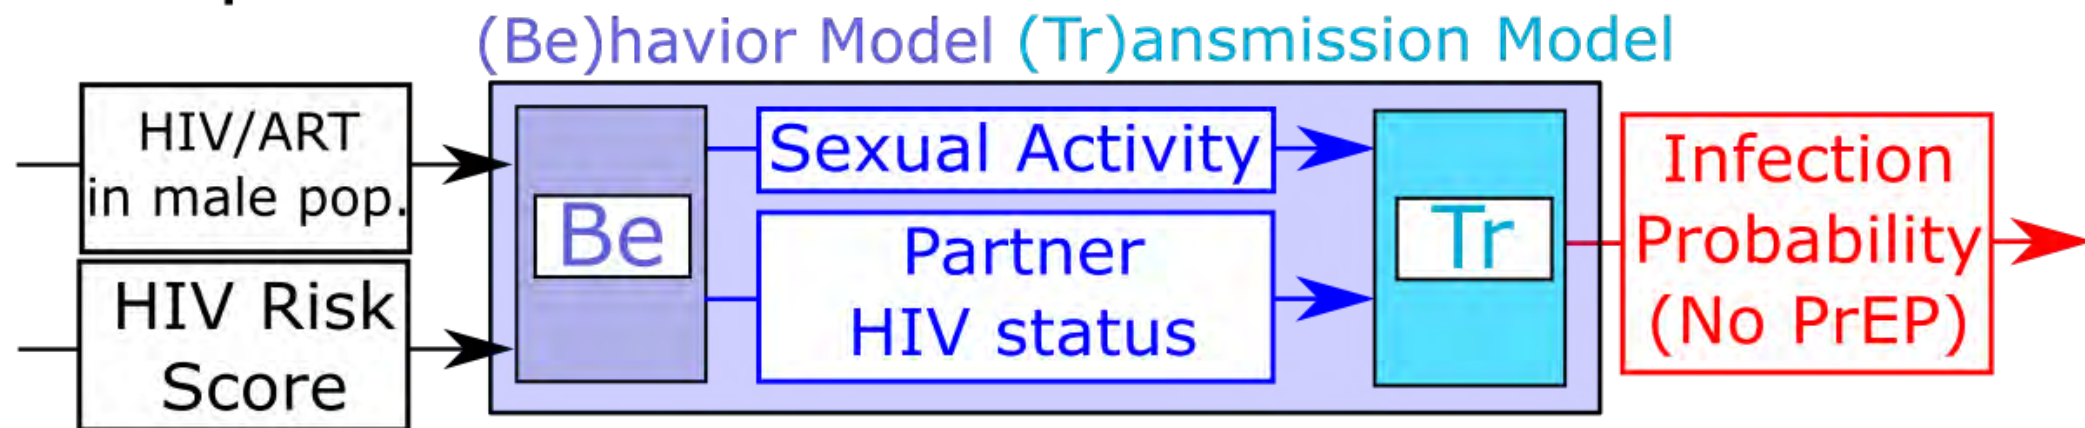 (Be)havior Model (Tr)ansmission Model
HIV/ART
in male pop.
HIV Risk
Score
Be
Sexual Activity
Partner
HIV status
Tr
Infection
Probability
(No PrEP)